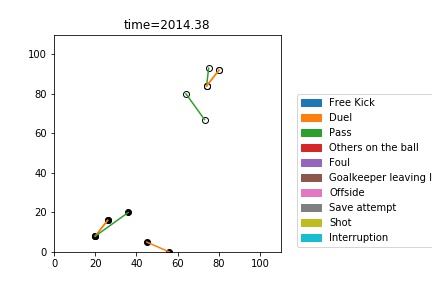 time=2014.38
100
80
60
40
20
0
0 20 40 60 80 100
Free Kick
Duel
Pass
Others on the ball
Foul
Goalkeeper leaving l
Offside
Save attempt
Shot
Interruption